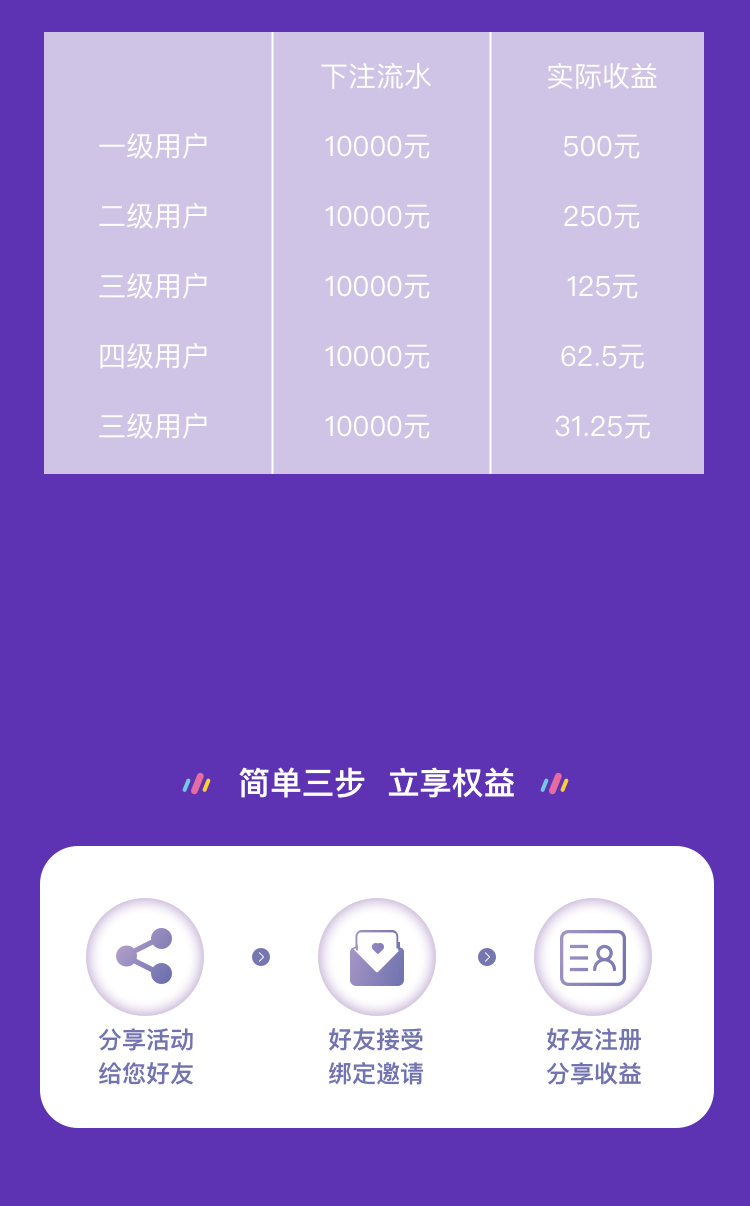 下注流水 实际收益
一级用户 10000元 500元
二级用户 10000元 250元
三级用户 10000元 125元
四级用户 10000元 62.5元
三级用户 10000元 31.25元
简单三步 立享权益
分享活动 好友接受 好友注册
给您好友 绑定邀请 分享收益